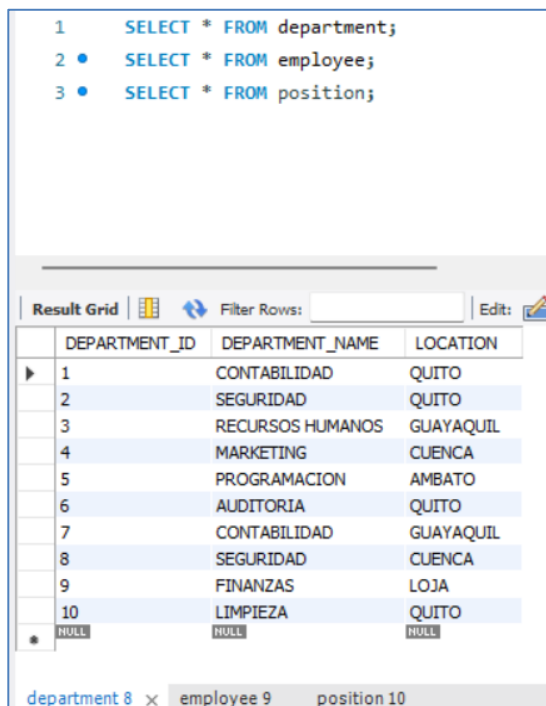 1 SELECT * FROM department;
2 SELECT * FROM employee;
3 SELECT * FROM position;
Result Grid Filter Rows: Edit:
DEPARTMENT_ID DEPARTMENT_NAME LOCATION
1 CONTABILIDAD QUITO
2 SEGURIDAD QUITO
3 RECURSOS HUMANOS GUAYAQUIL
4 MARKETING CUENCA
5 PROGRAMACION AMBATO
6 AUDITORIA QUITO
7 CONTABILIDAD GUAYAQUIL
8 SEGURIDAD CUENCA
9 FINANZAS LOJA
10 LIMPIEZA QUITO
NULL NULL NULL
department 8 employee 9 position 10